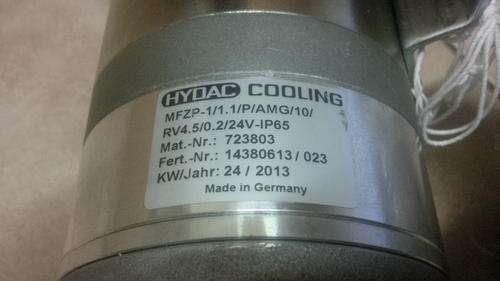 HYDAC COOLING
MFZP-1/1.1/P/AMG/10/
RV4.5/0.2/24V-IP65
Mat.-Nr.: 723803
Fert.-Nr.: 14380613 / 023
KW/Jahr: 24 / 2013
Made in Germany